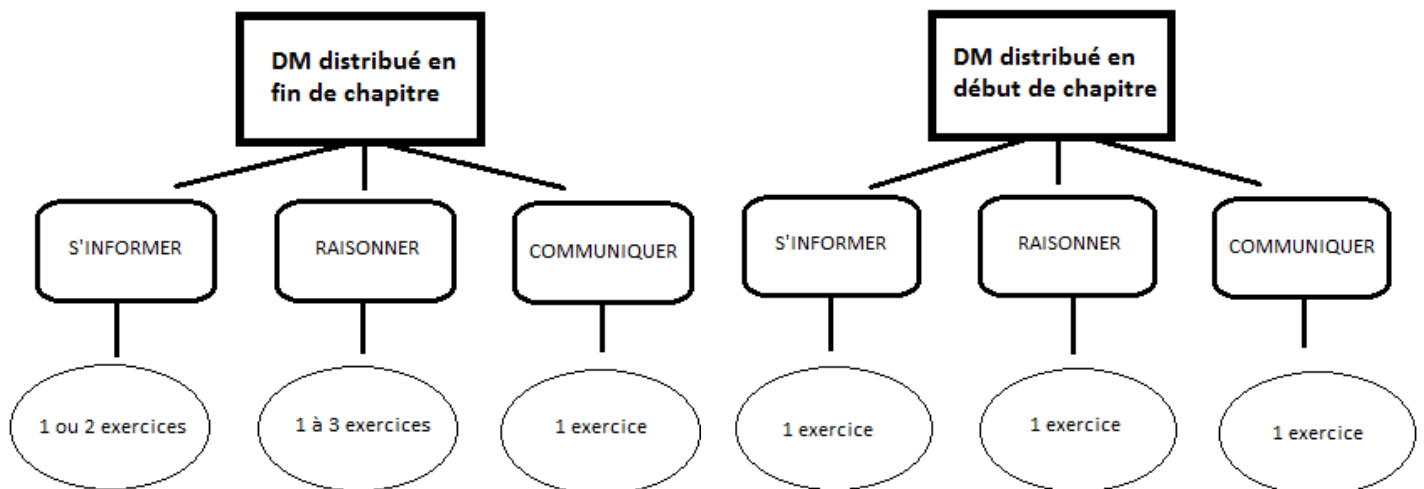 DM distribué en
fin de chapitre
DM distribué en
début de chapitre
S'INFORMER
RAISONNER
COMMUNIQUER
S'INFORMER
RAISONNER
COMMUNIQUER
1 ou 2 exercices
1 à 3 exercices
1 exercice
1 exercice
1 exercice
1 exercice